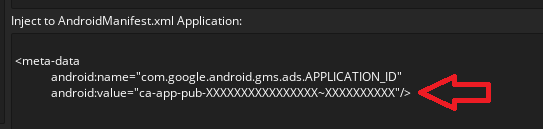 Inject to AndroidManifest.xml Application:
<meta-data
android:name="com.google.android.gms.ads.APPLICATION_ID"
android:value="ca-app-pub-XXXXXXXXXXXXXXXX~XXXXXXXXXX"/>